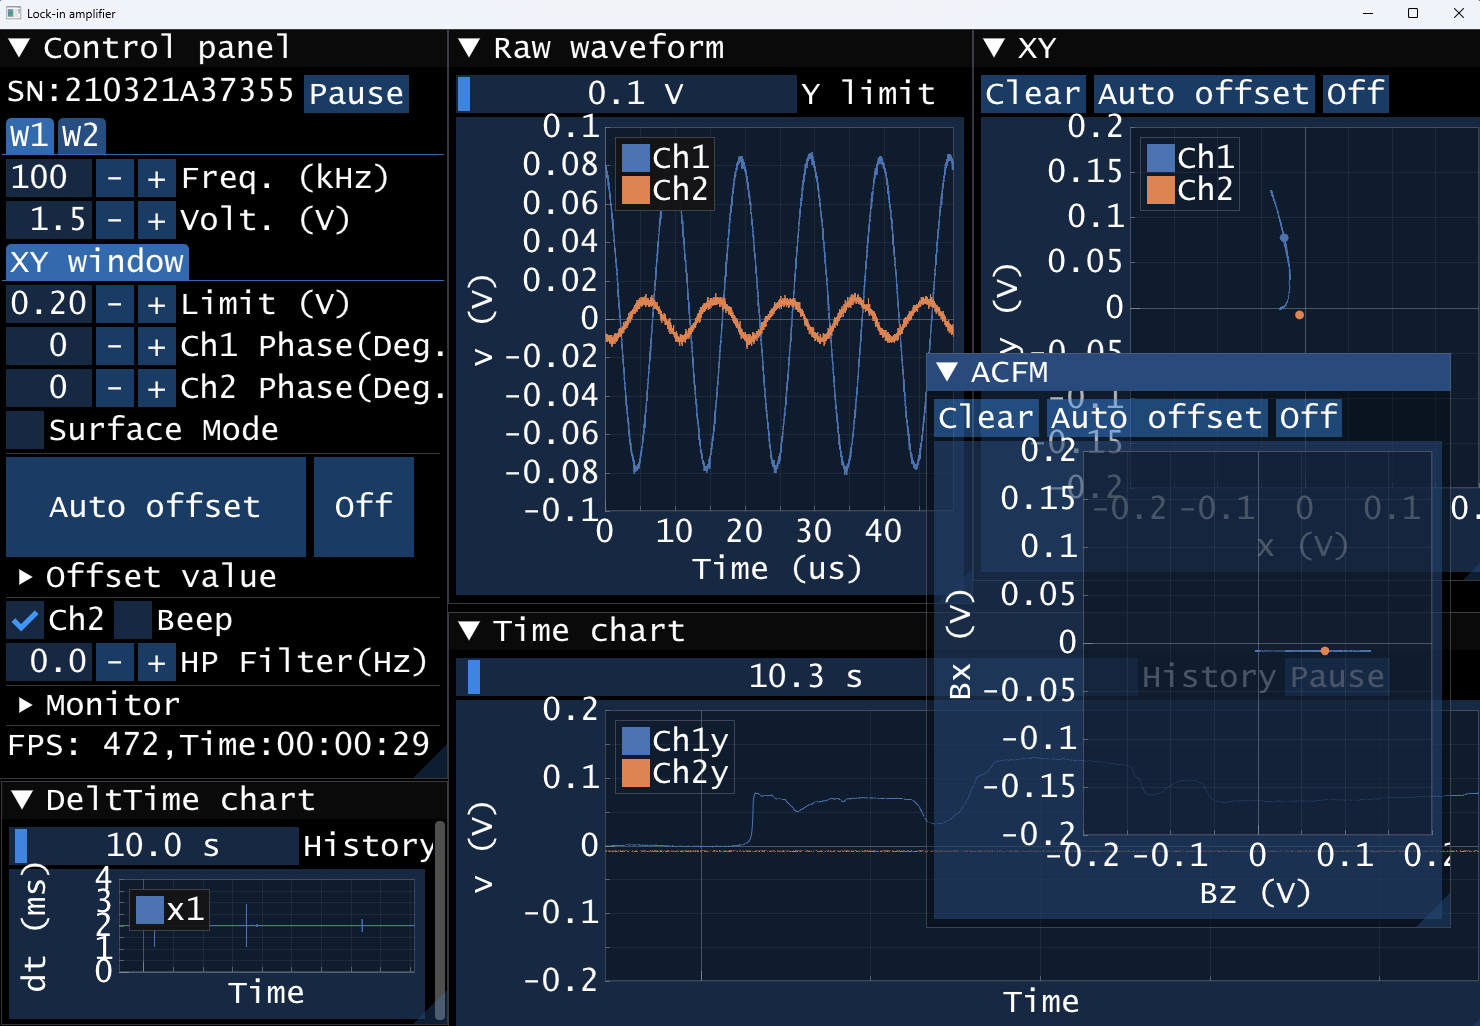 Lock-in amplifier
Control panel
SN:210321A37355 Pause
W1 W2
100 - + Freq. (kHz)
1.5 - + Volt. (V)
XY window
0.20 - + Limit (V)
0 - + Ch1 Phase(Deg.
0 - + Ch2 Phase(Deg.
Surface Mode
Auto offset Off
Offset value
Ch2 Beep
0.0 - + HP Filter(Hz)
Monitor
FPS: 472,Time:00:00:29
DeltTime chart
10.0 s History
4
3
2
1
0
dt (ms)
x1
Time
Raw waveform
0.1 V Y limit
0.1
0.08
0.06
0.04
0.02
0
-0.02
-0.04
-0.06
-0.08
-0.1
v (V)
Ch1
Ch2
0 10 20 30 40
Time (us)
XY
Clear Auto offset Off
0.2
0.15
0.1
0.05
0
-0.05
-0.1
-0.15
-0.2
y (V)
Ch1
Ch2
-0.2 -0.1 0 0.1 0.
x (V)
Time chart
10.3 s History Pause
0.2
0.1
0
-0.1
-0.2
v (V)
Ch1y
Ch2y
Time
ACFM
Clear Auto offset Off
0.2
0.15
0.1
0.05
0
-0.05
-0.1
-0.15
-0.2
Bx (V)
-0.2 -0.1 0 0.1 0.2
Bz (V)